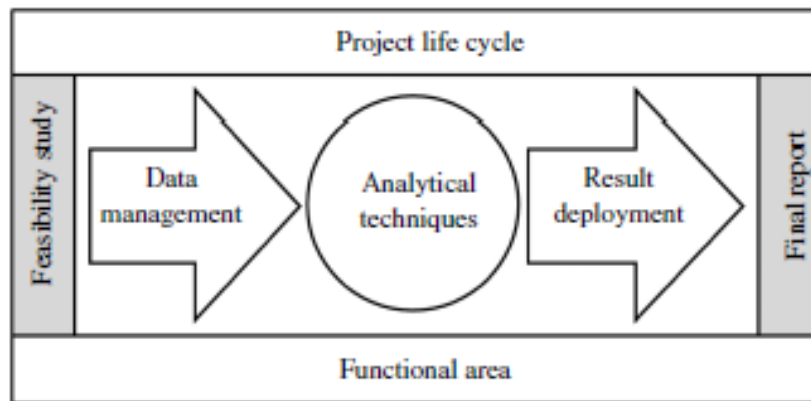 Project life cycle
Feasibility study
Data
management
Analytical
techniques
Result
deployment
Final report
Functional area